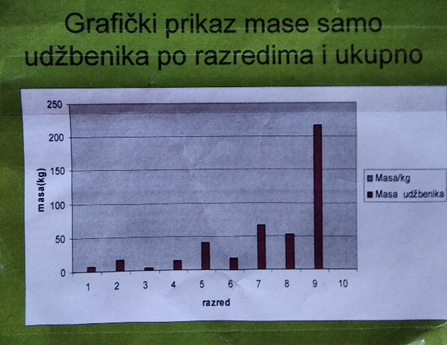 Grafički prikaz mase samo
udžbenika po razredima i ukupno
250
200
150
100
50
0
masa(kg)
1 2 3 4 5 6 7 8 9 10
razred
Masa/kg
Masa udžbenika